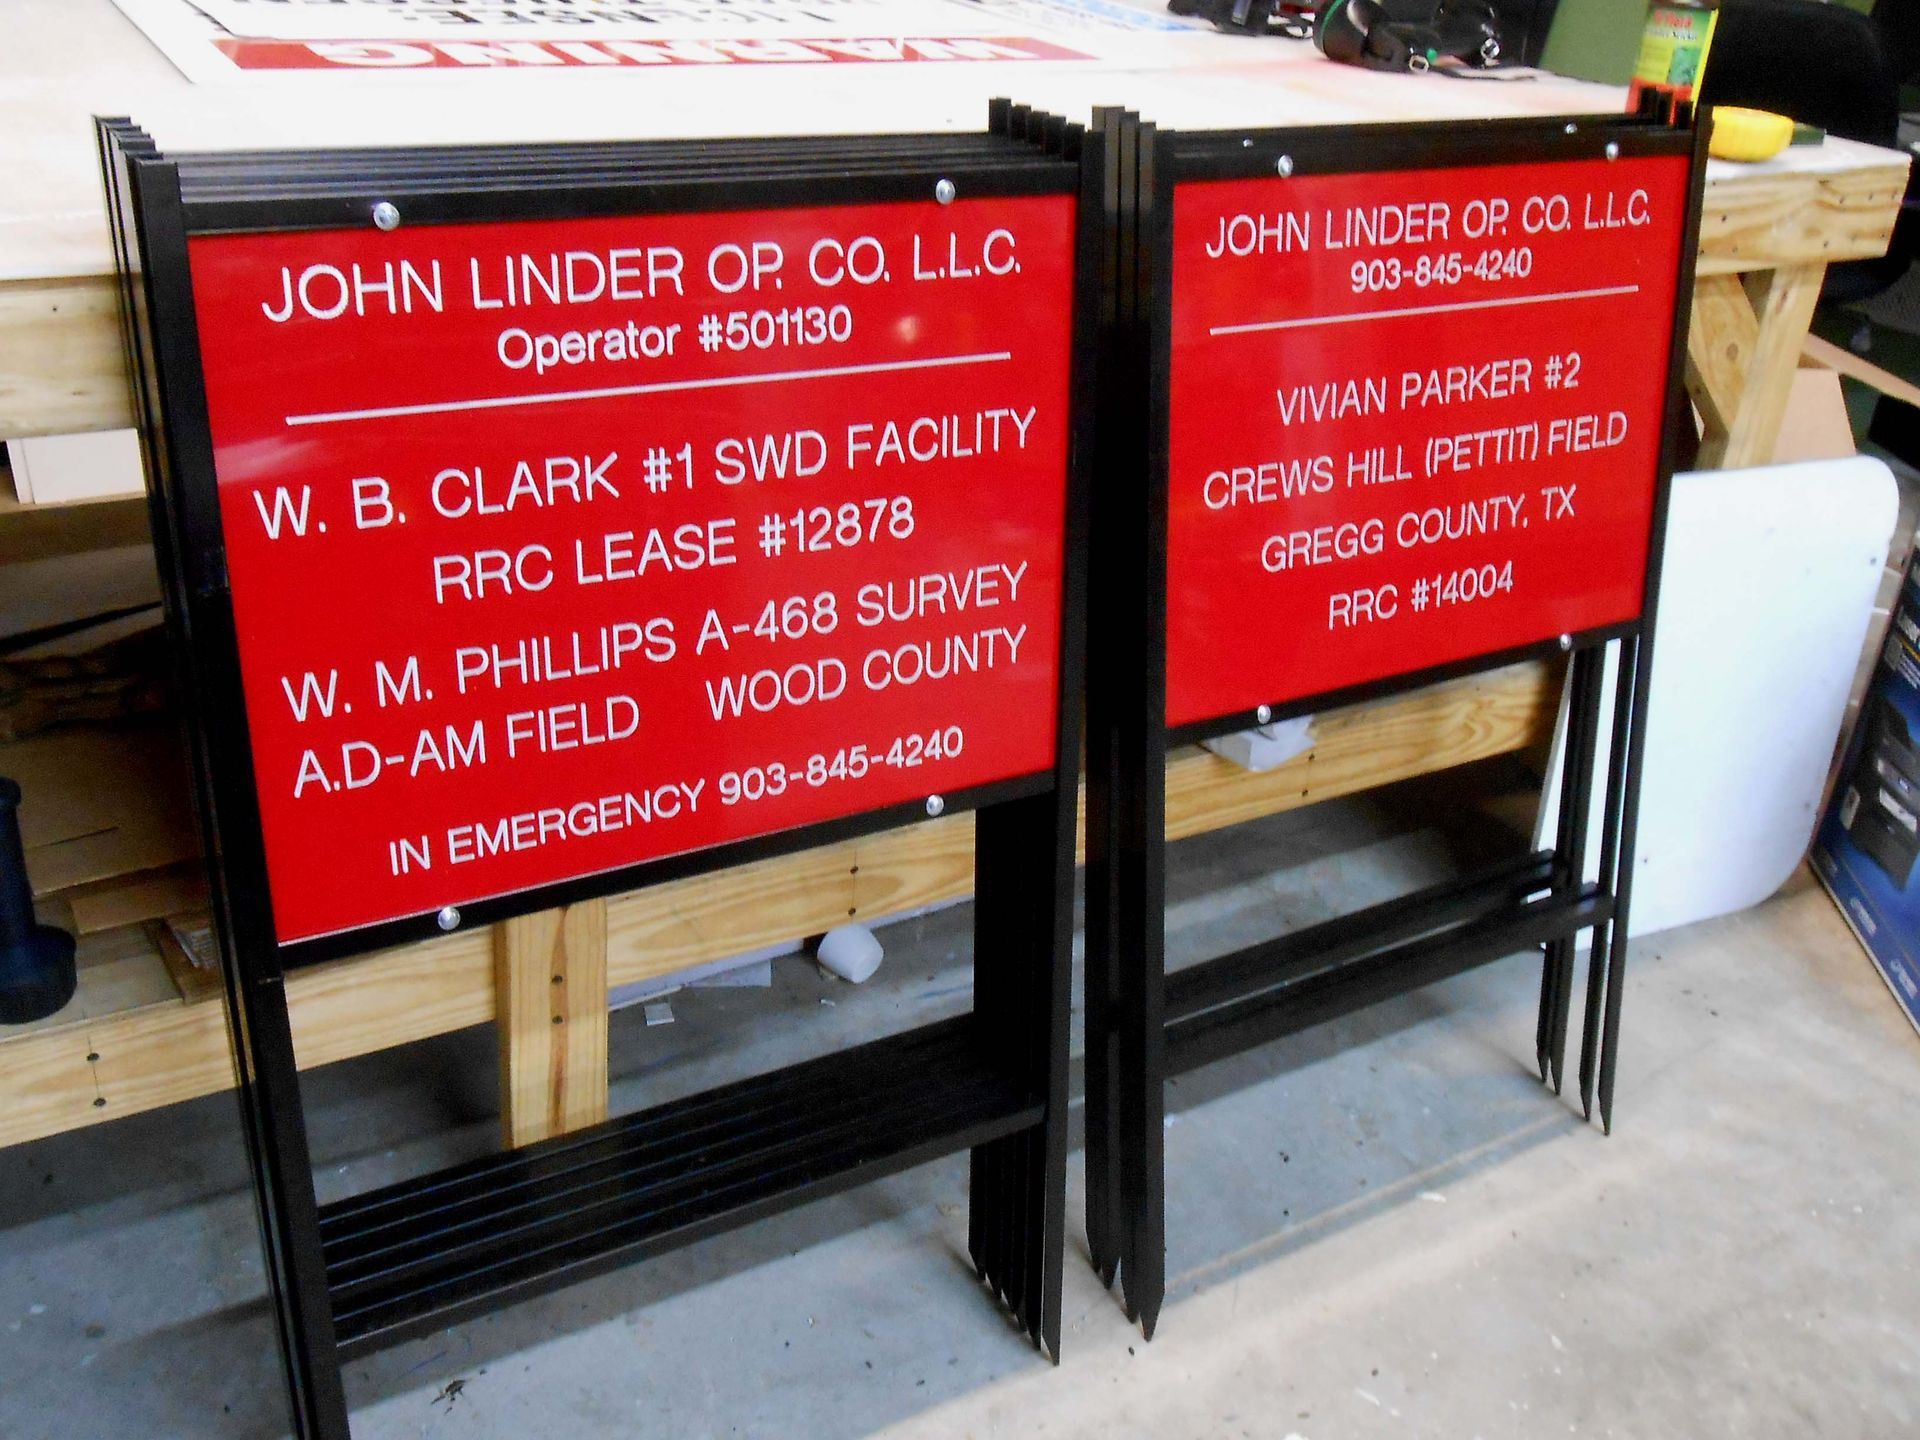 LICENSEE:
WARNING
JOHN LINDER OP. CO. L.L.C.
Operator #501130
W. B. CLARK #1 SWD FACILITY
RRC LEASE #12878
W. M. PHILLIPS A-468 SURVEY
A.D-AM FIELD WOOD COUNTY
IN EMERGENCY 903-845-4240
JOHN LINDER OP. CO. L.L.C.
903-845-4240
VIVIAN PARKER #2
CREWS HILL (PETTIT) FIELD
GREGG COUNTY, TX
RRC #14004